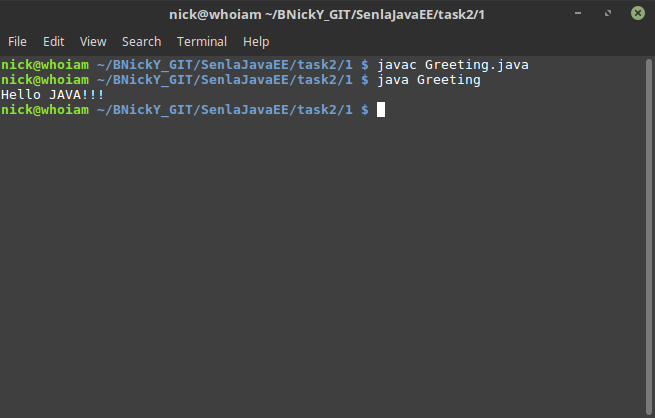 nick@whoiam ~/BNickY_GIT/SenlaJavaEE/task2/1
File Edit View Search Terminal Help
nick@whoiam ~/BNickY_GIT/SenlaJavaEE/task2/1 $ javac Greeting.java
nick@whoiam ~/BNickY_GIT/SenlaJavaEE/task2/1 $ java Greeting
Hello JAVA!!!
nick@whoiam ~/BNickY_GIT/SenlaJavaEE/task2/1 $